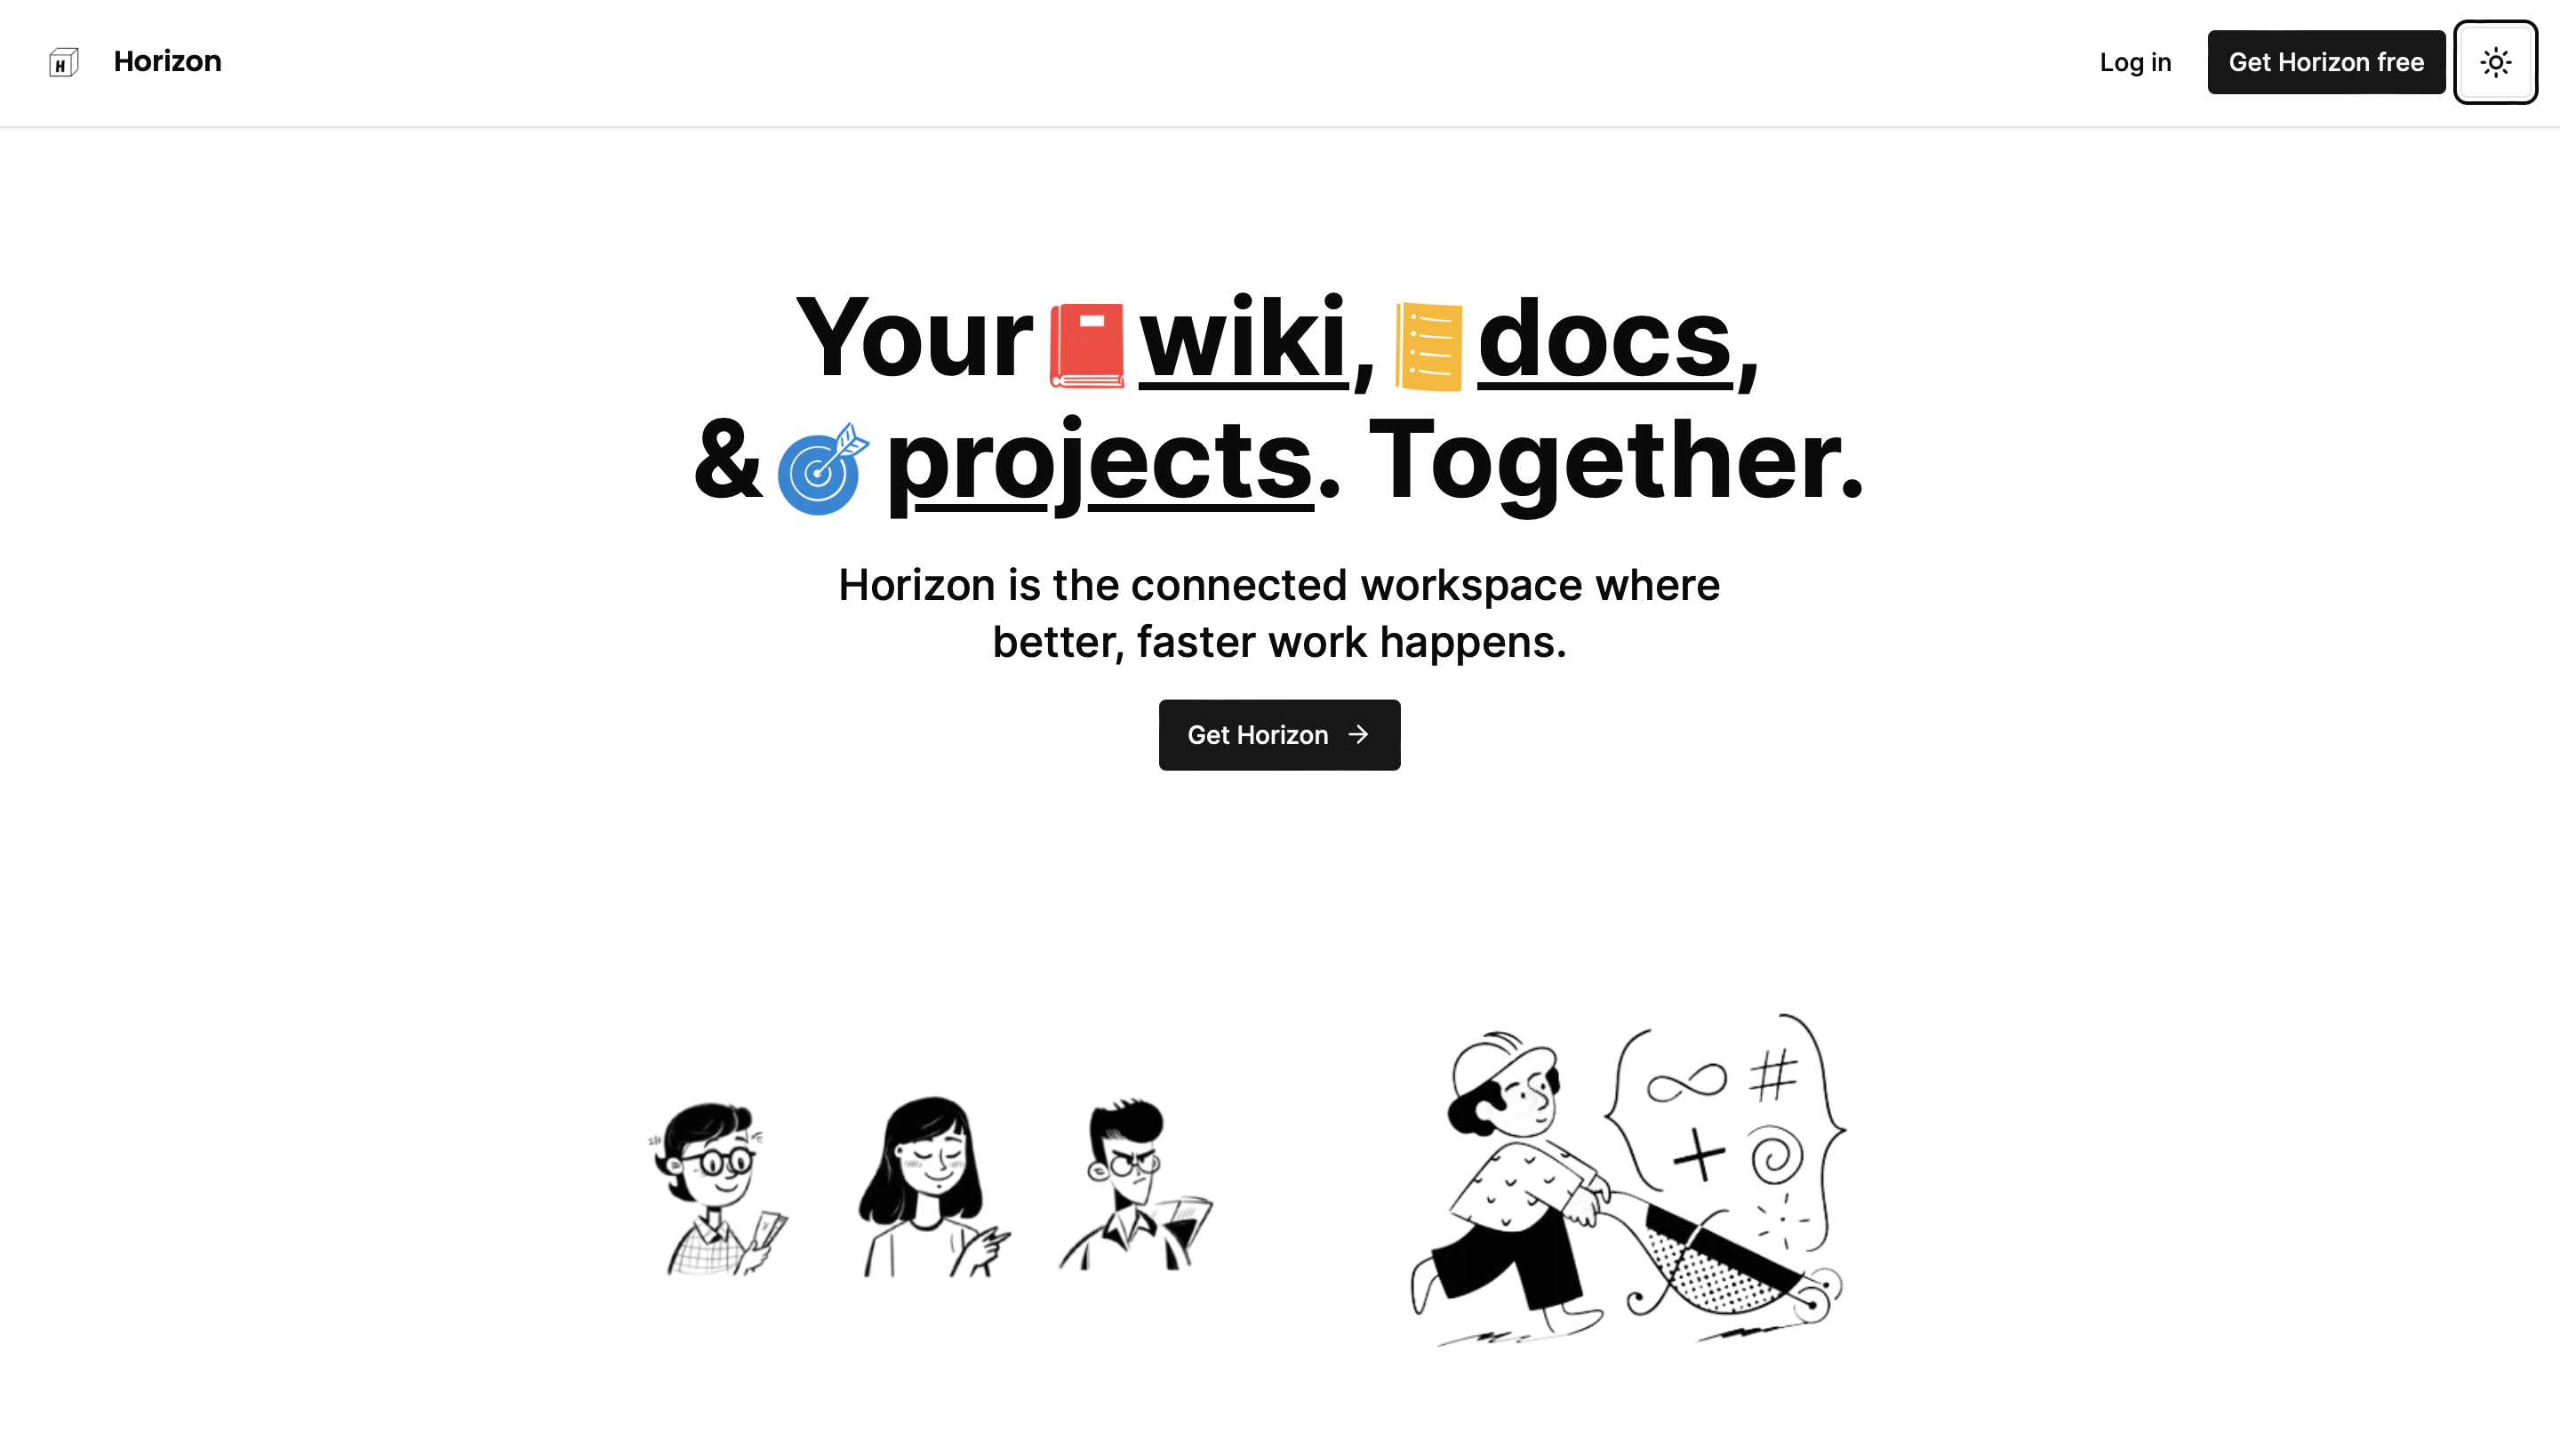 H
Horizon
Log in
Get Horizon free
Your wiki, docs,
& projects. Together.
Horizon is the connected workspace where
better, faster work happens.
Get Horizon →
∞ #
+